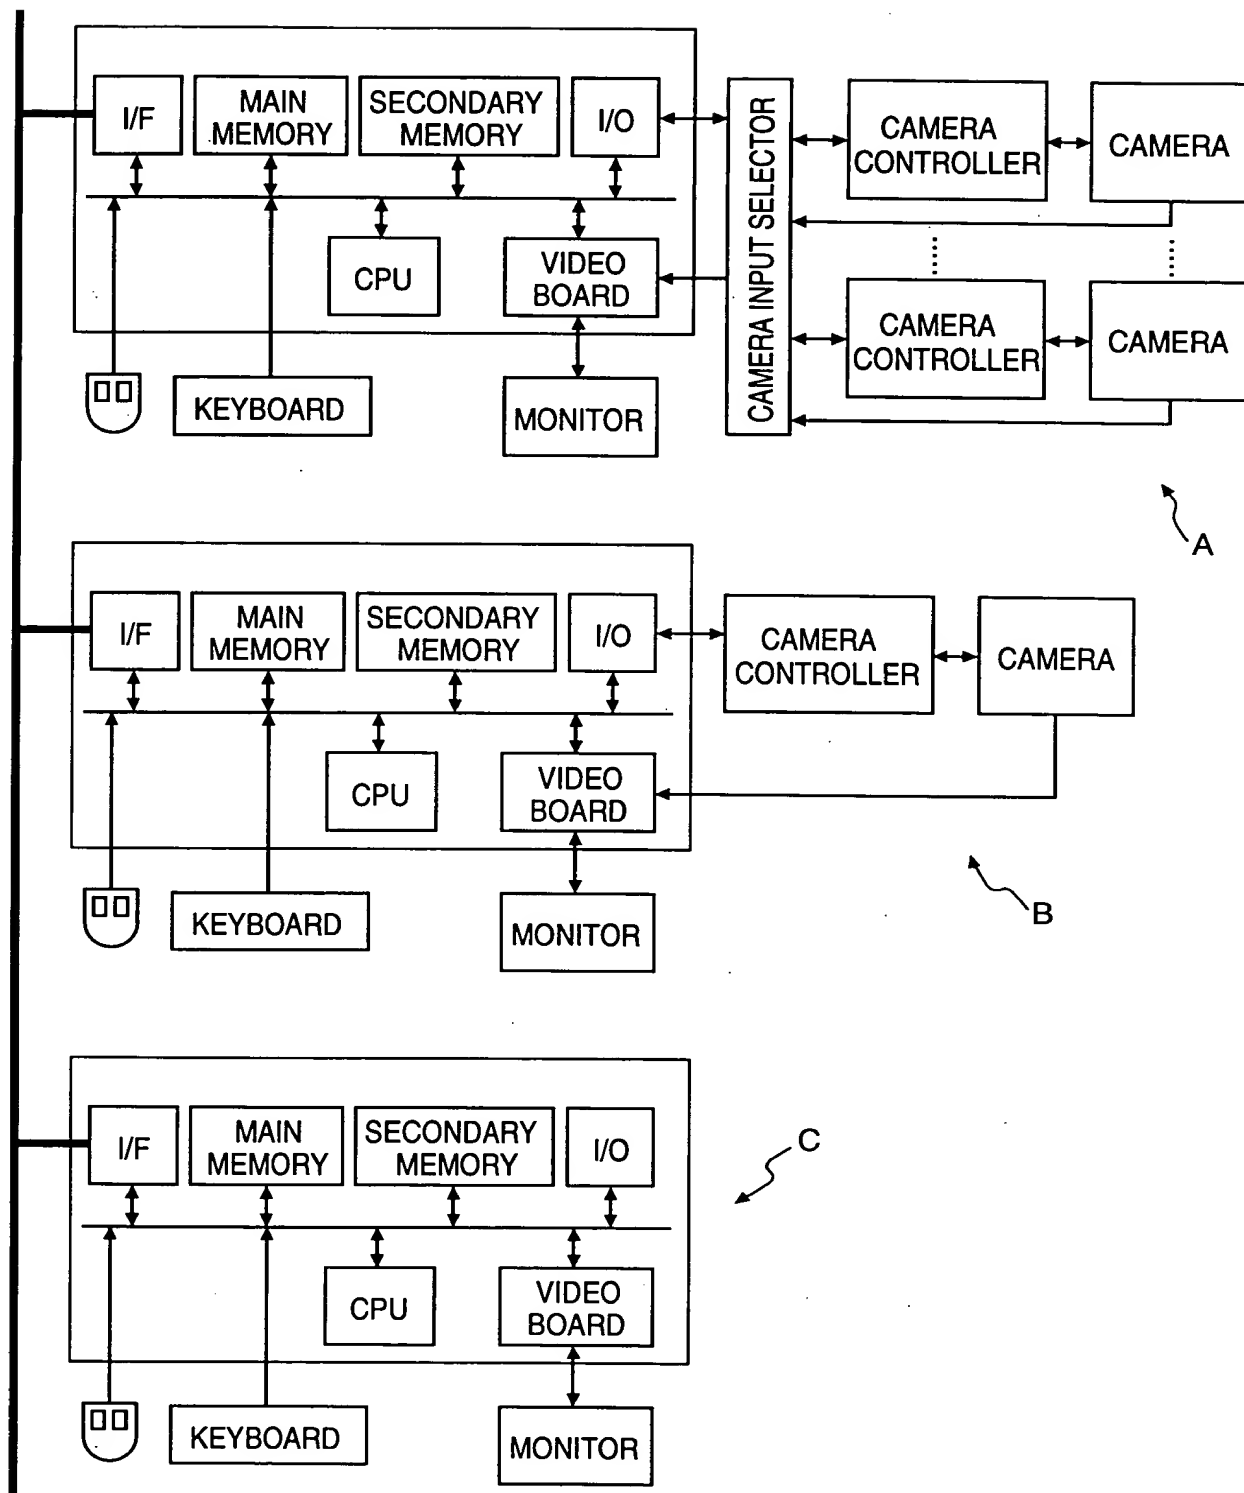 I/F
MAIN
MEMORY
SECONDARY
MEMORY
I/O
CPU
VIDEO
BOARD
KEYBOARD
MONITOR
CAMERA INPUT SELECTOR
CAMERA
CONTROLLER
CAMERA
CAMERA
CONTROLLER
CAMERA
A
I/F
MAIN
MEMORY
SECONDARY
MEMORY
I/O
CAMERA
CONTROLLER
CAMERA
CPU
VIDEO
BOARD
KEYBOARD
MONITOR
B
I/F
MAIN
MEMORY
SECONDARY
MEMORY
I/O
C
CPU
VIDEO
BOARD
KEYBOARD
MONITOR